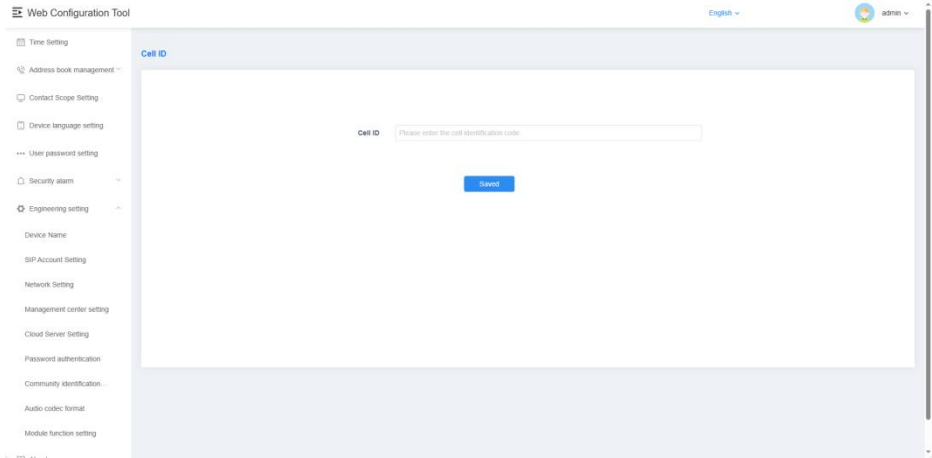 Web Configuration Tool
English
admin
Time Setting
Address book management
Contact Scope Setting
Device language setting
User password setting
Security alarm
Engineering setting
Device Name
SIP Account Setting
Network Setting
Management center setting
Cloud Server Setting
Password authentication
Community identification...
Audio codec format
Module function setting
Cell ID
Cell ID
Please enter the cell identification code
Saved